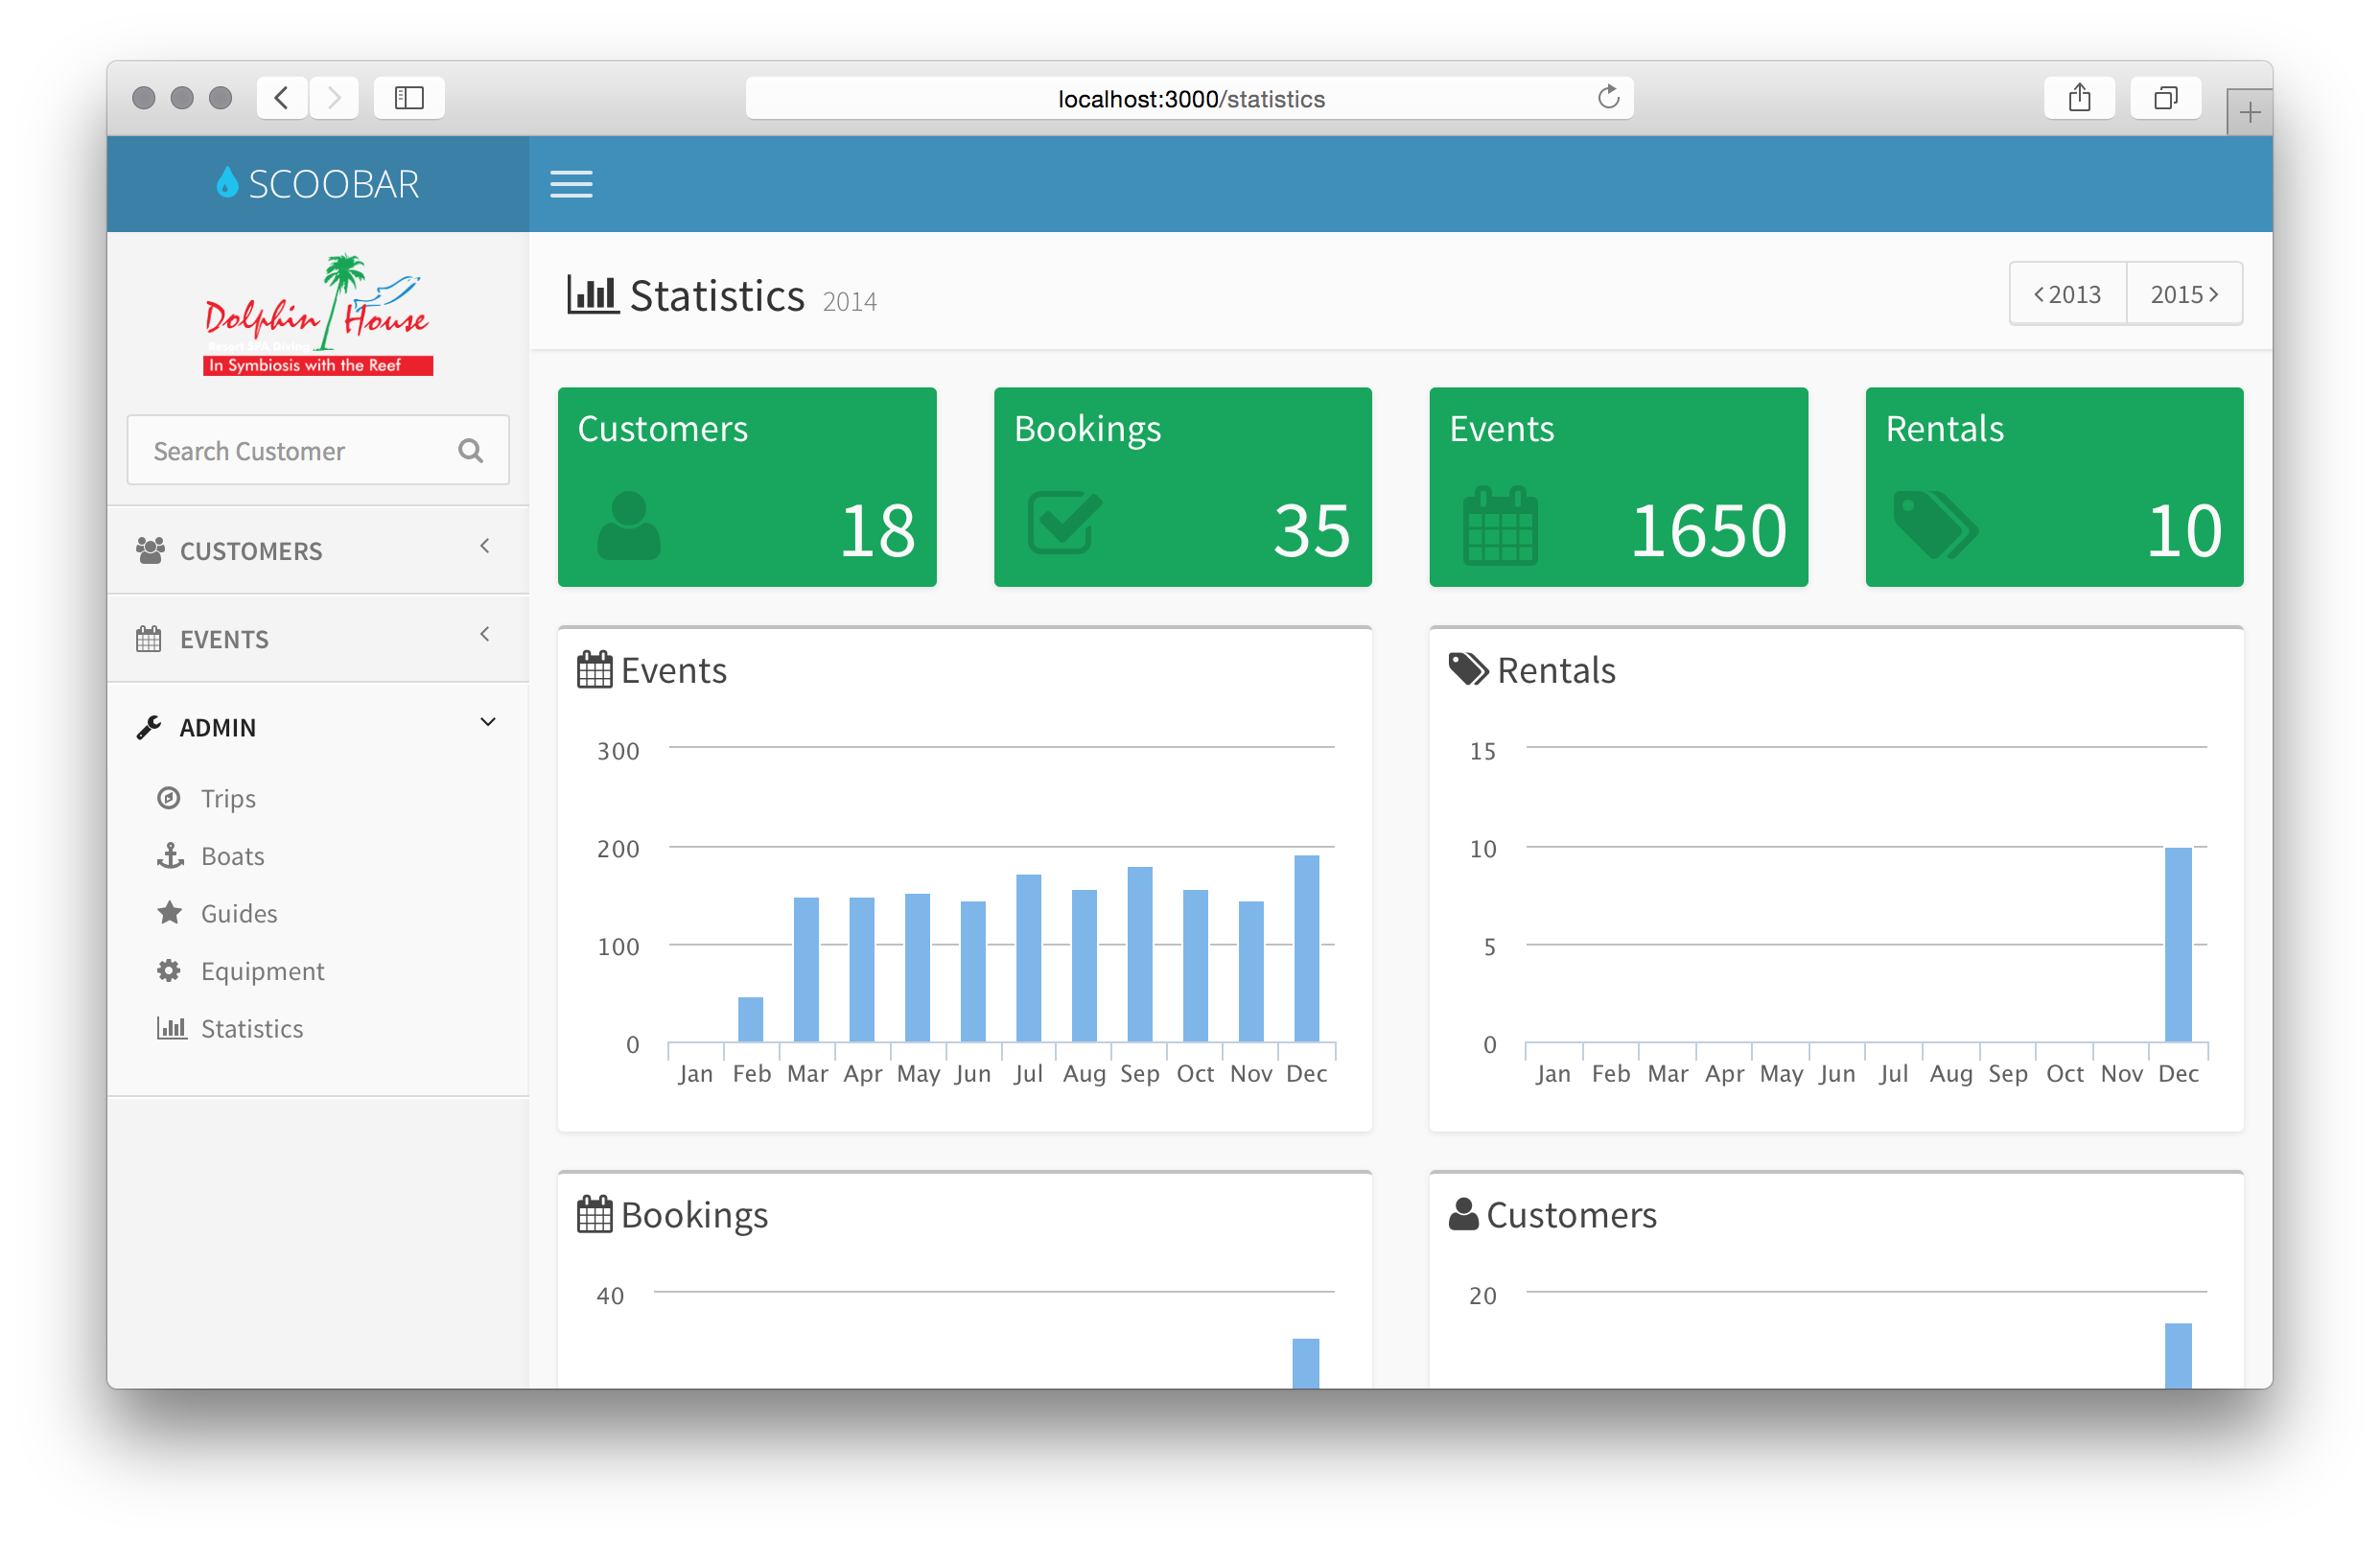 localhost:3000/statistics
SCOOBAR
Dolphin House
Resort SPA Diving
In Symbiosis with the Reef
Search Customer
CUSTOMERS
EVENTS
ADMIN
Trips
Boats
Guides
Equipment
Statistics
Statistics 2014
2013 2015
Customers
18
Bookings
35
Events
1650
Rentals
10
Events
300
200
100
0
Jan Feb Mar Apr May Jun Jul Aug Sep Oct Nov Dec
Rentals
15
10
5
0
Jan Feb Mar Apr May Jun Jul Aug Sep Oct Nov Dec
Bookings
40
Customers
20